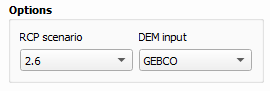 Options
RCP scenario DEM input
2.6 GEBCO